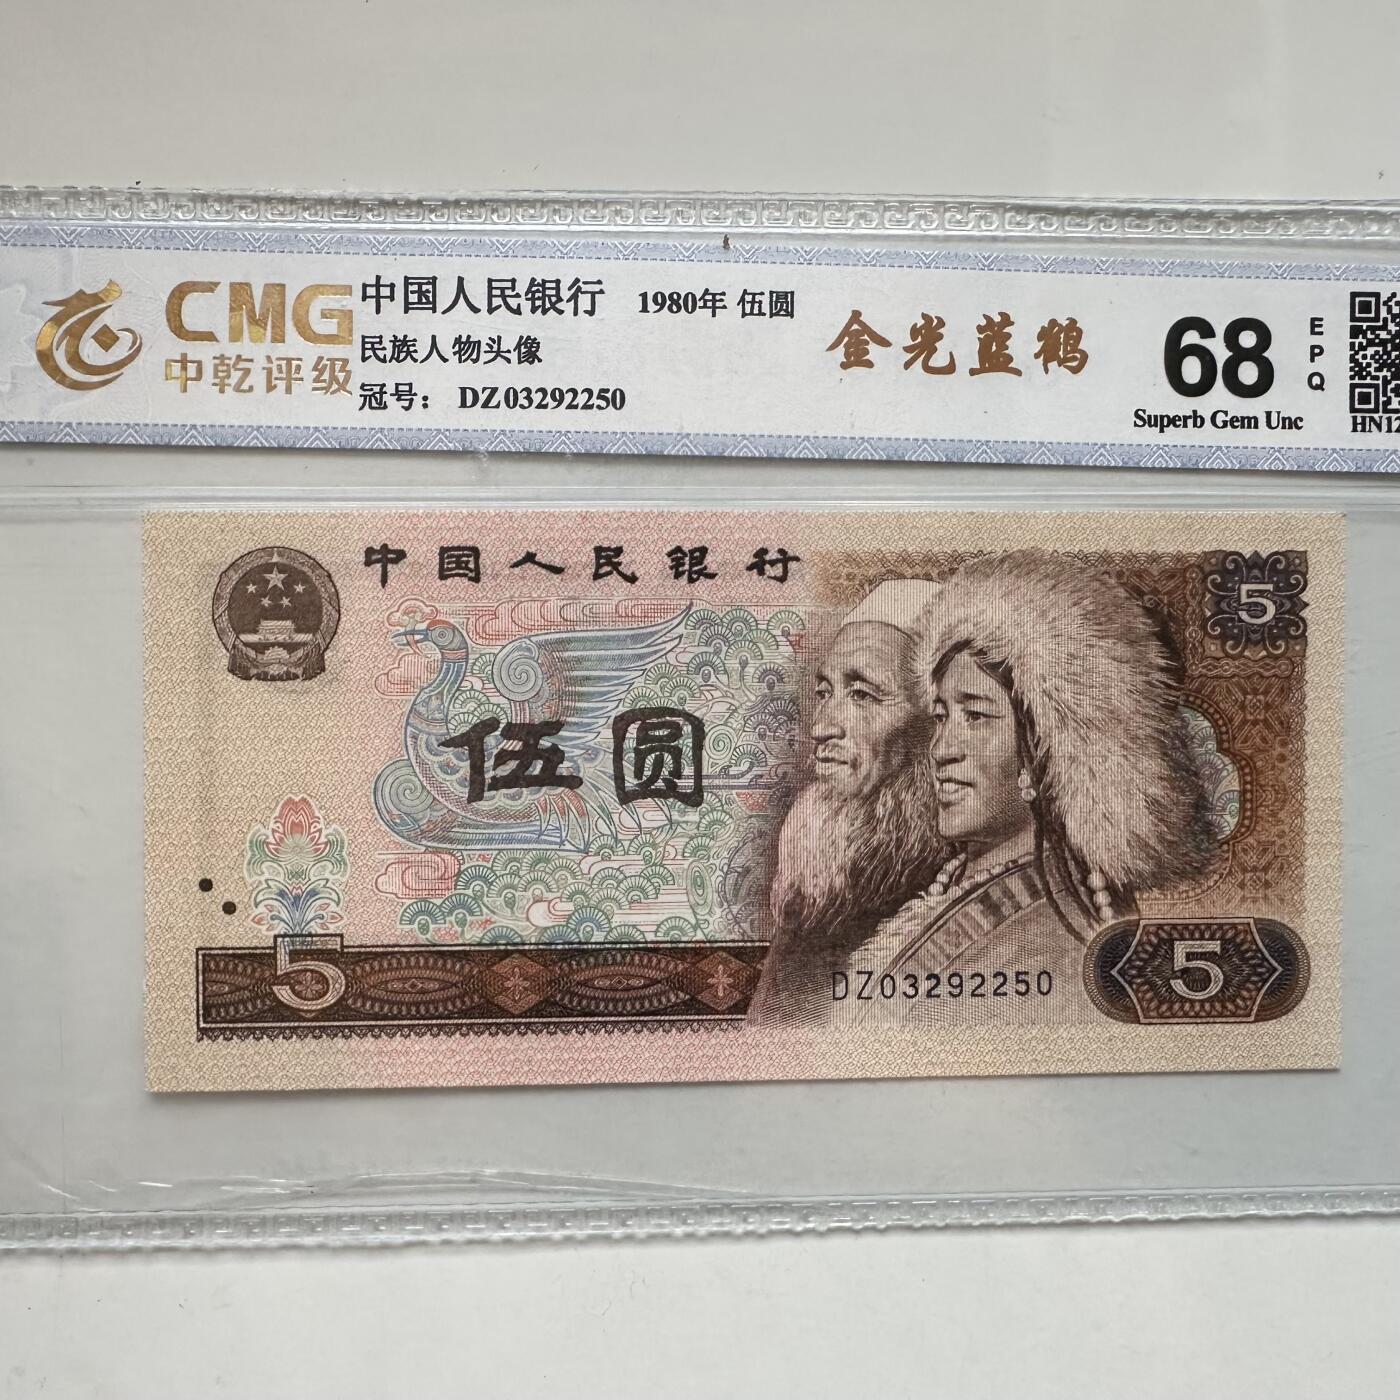 CMG
中乾评级
中国人民银行 1980年 伍圆
民族人物头像
冠号： DZ03292250
金光蓝鹤
68
EPQ
Superb Gem Unc
HN12
中国人民银行
5
伍圆
5
DZ03292250
5